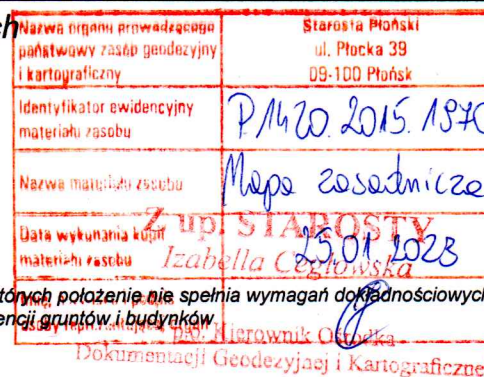 ch
Nazwa organu prowadzącego
państwowy zasób geodezyjny
i kartograficzny
Starosta Płoński
ul. Płocka 39
09-100 Płońsk
Identyfikator ewidencyjny
materiału zasobu
P.1420.2015.1970
Nazwa materiału zasobu
Mapa zasadnicza
Data wykonania kopii
materiału zasobu
25.01.2023
Z up. STAROSTY
Izabella Cegłowska
których położenie nie spełnia wymagań dokładnościowych
encji gruntów i budynków
p.o. Kierownik Ośrodka
Dokumentacji Geodezyjnej i Kartograficzne